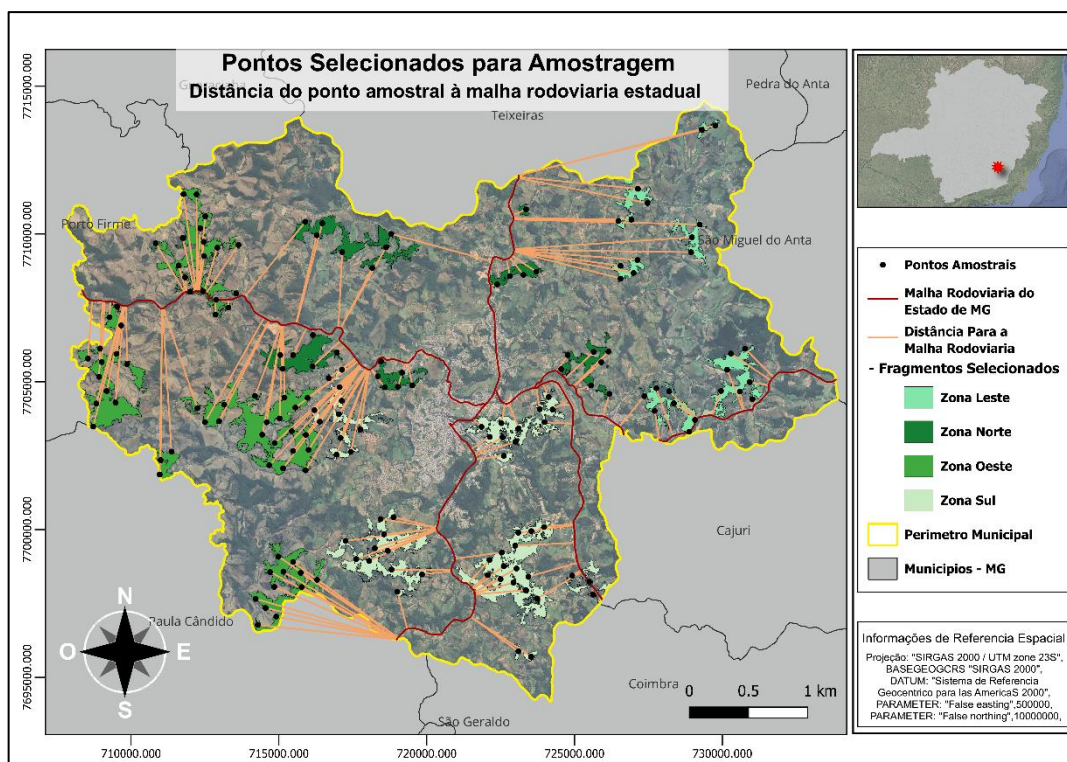 Pontos Selecionados para Amostragem
Distância do ponto amostral à malha rodoviaria estadual
Pedra do Anta
Teixeiras
Porto Firme
São Miguel do Anta
Cajuri
Paula Cândido
Coimbra
São Geraldo
N
O
E
S
0
0.5
1 km
7715000.000
7710000.000
7705000.000
7700000.000
7695000.000
710000.000
715000.000
720000.000
725000.000
730000.000
Pontos Amostrais
Malha Rodoviaria do
Estado de MG
Distância Para a
Malha Rodoviaria
- Fragmentos Selecionados
Zona Leste
Zona Norte
Zona Oeste
Zona Sul
Perimetro Municipal
Municipios - MG
Informações de Referencia Espacial
Projeção: "SIRGAS 2000 / UTM zone 23S",
BASEGEOGCRS "SIRGAS 2000",
DATUM: "Sistema de Referencia
Geocentrico para las AmericaS 2000",
PARAMETER: "False easting",500000,
PARAMETER: "False northing",10000000,